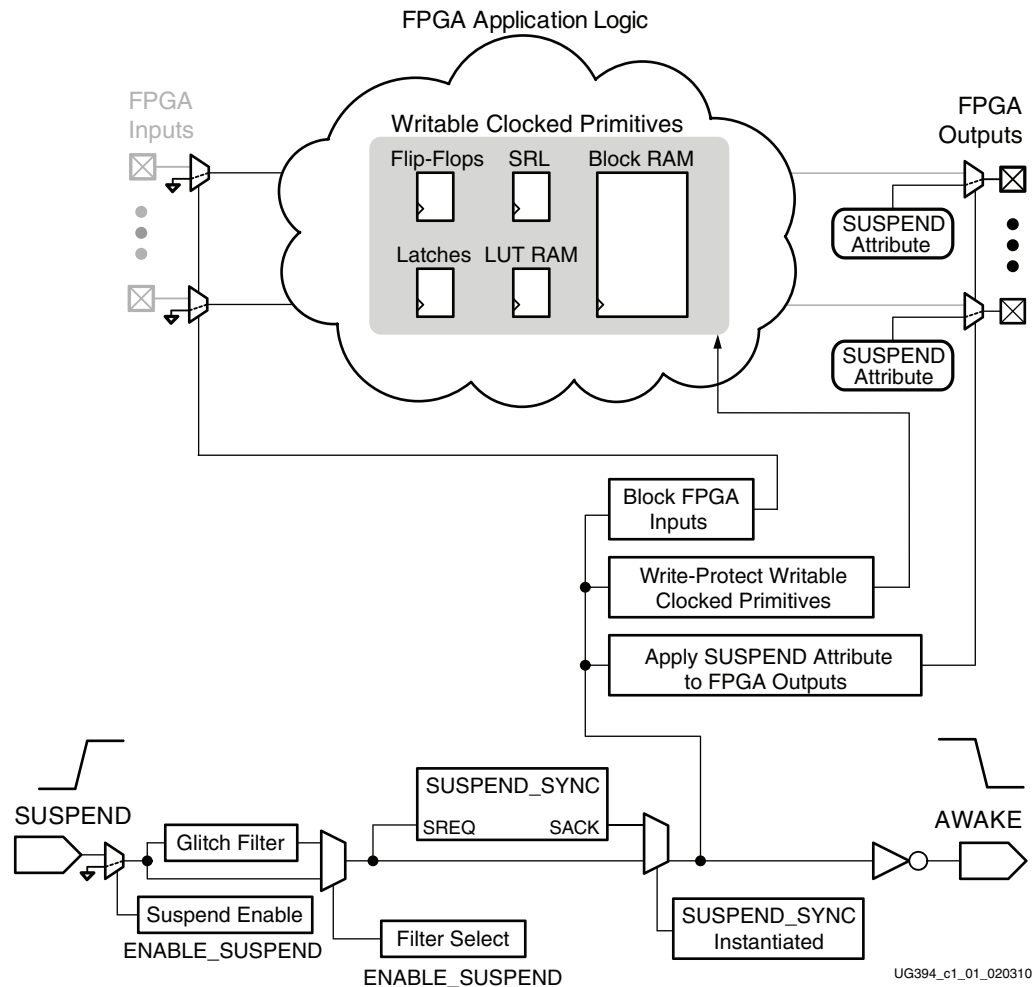 FPGA Application Logic
FPGA
Inputs
FPGA
Outputs
Writable Clocked Primitives
Flip-Flops SRL Block RAM
Latches LUT RAM
SUSPEND
Attribute
SUSPEND
Attribute
Block FPGA
Inputs
Write-Protect Writable
Clocked Primitives
Apply SUSPEND Attribute
to FPGA Outputs
SUSPEND
Glitch Filter
SUSPEND_SYNC
SREQ SACK
AWAKE
Suspend Enable
ENABLE_SUSPEND
Filter Select
ENABLE_SUSPEND
SUSPEND_SYNC
Instantiated
UG394_c1_01_020310